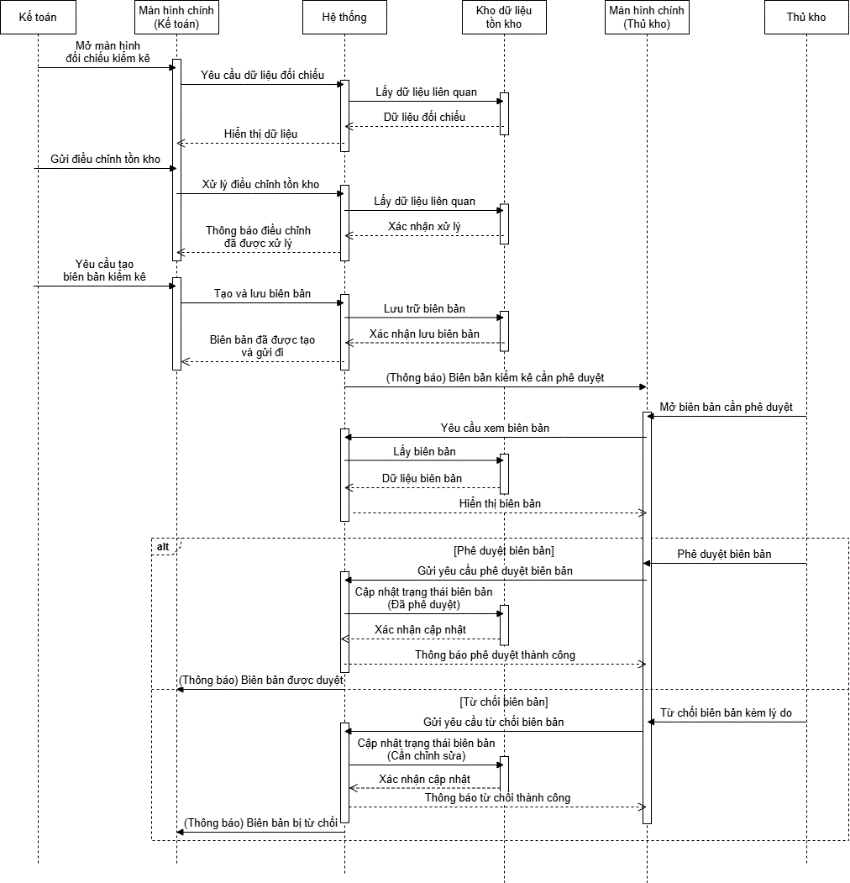 Kế toán
Màn hình chính
(Kế toán)
Hệ thống
Kho dữ liệu
tồn kho
Màn hình chính
(Thủ kho)
Thủ kho
Mở màn hình
đối chiếu kiểm kê
Yêu cầu dữ liệu đối chiếu
Lấy dữ liệu liên quan
Dữ liệu đối chiếu
Hiển thị dữ liệu
Gửi điều chỉnh tồn kho
Xử lý điều chỉnh tồn kho
Lấy dữ liệu liên quan
Xác nhận xử lý
Thông báo điều chỉnh
đã được xử lý
Yêu cầu tạo
biên bản kiểm kê
Tạo và lưu biên bản
Lưu trữ biên bản
Xác nhận lưu biên bản
Biên bản đã được tạo
và gửi đi
(Thông báo) Biên bản kiểm kê cần phê duyệt
Mở biên bản cần phê duyệt
Yêu cầu xem biên bản
Lấy biên bản
Dữ liệu biên bản
Hiển thị biên bản
alt
[Phê duyệt biên bản]
Phê duyệt biên bản
Gửi yêu cầu phê duyệt biên bản
Cập nhật trạng thái biên bản
(Đã phê duyệt)
Xác nhận cập nhật
Thông báo phê duyệt thành công
(Thông báo) Biên bản được duyệt
[Từ chối biên bản]
Từ chối biên bản kèm lý do
Gửi yêu cầu từ chối biên bản
Cập nhật trạng thái biên bản
(Cần chỉnh sửa)
Xác nhận cập nhật
Thông báo từ chối thành công
(Thông báo) Biên bản bị từ chối